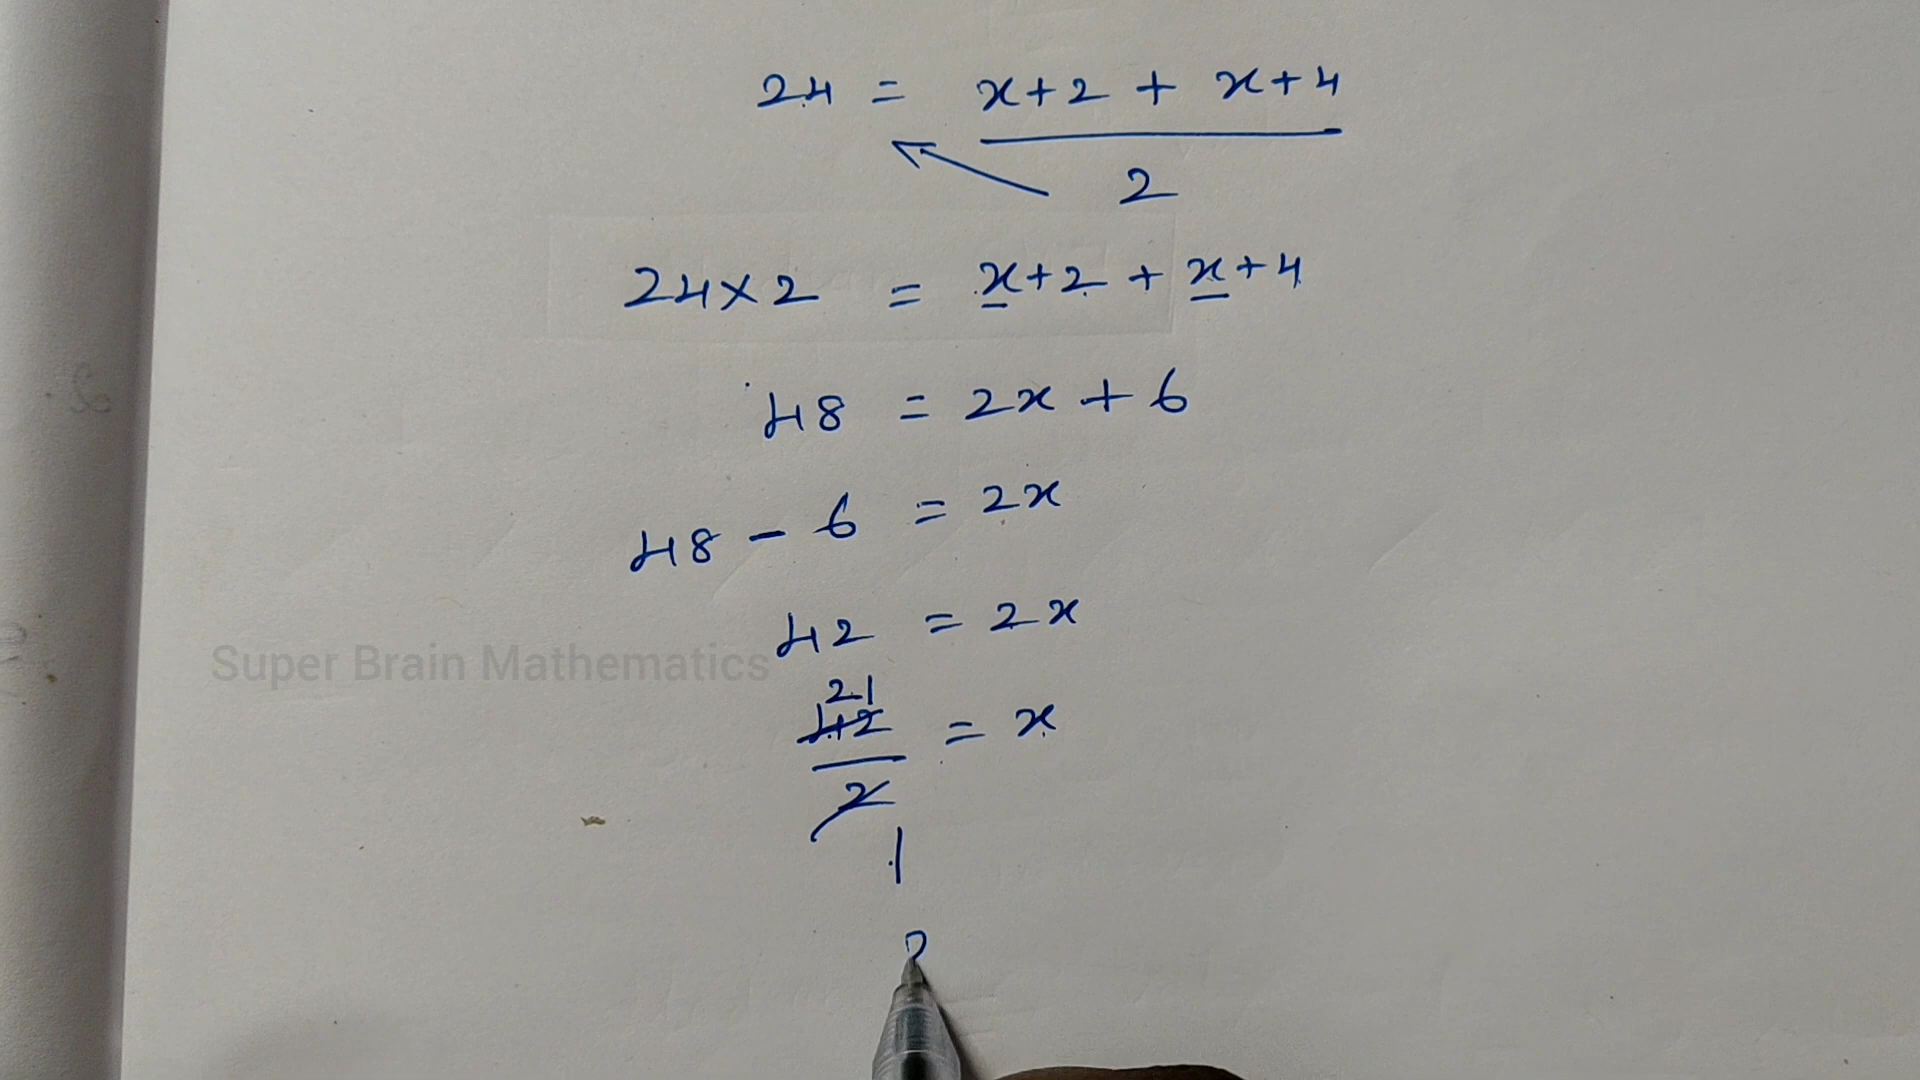 24 = x+2 + x+4
2
24×2 = x+2 + x+4
48 = 2x + 6
48 - 6 = 2x
42 = 2x
Super Brain Mathematics
21
42 = x
2
1